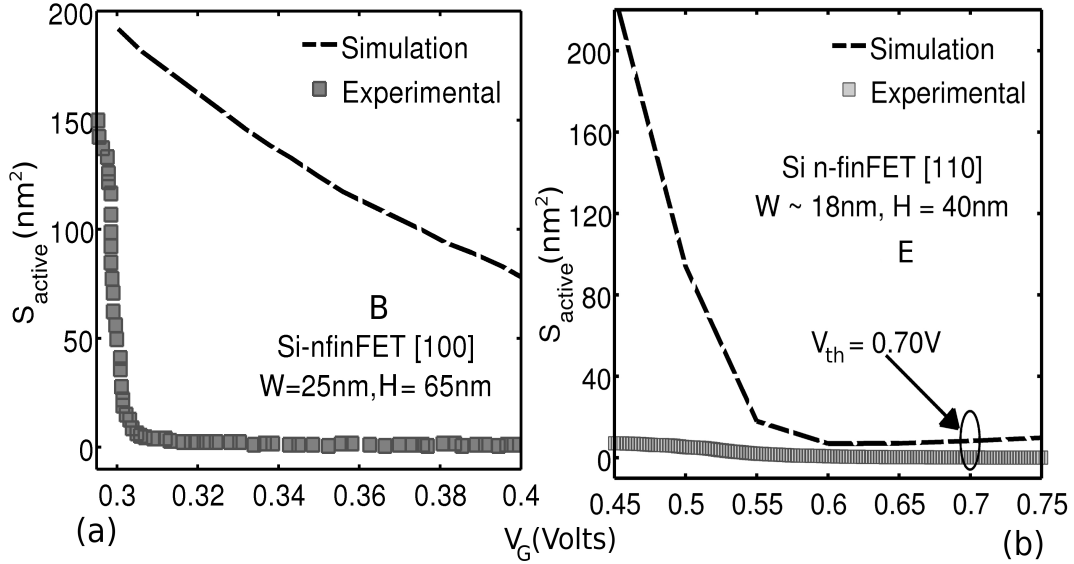 200
150
100
50
0
S_active(nm²)
Simulation
Experimental
B
Si-nfinFET [100]
W=25nm,H= 65nm
0.3 0.32 0.34 0.36 0.38 0.4
(a)
200
160
120
80
40
0
S_active(nm²)
Simulation
Experimental
Si n-finFET [110]
W ~ 18nm, H = 40nm
E
V_th = 0.70V
0.45 0.5 0.55 0.6 0.65 0.7 0.75
V_G(Volts)
(b)